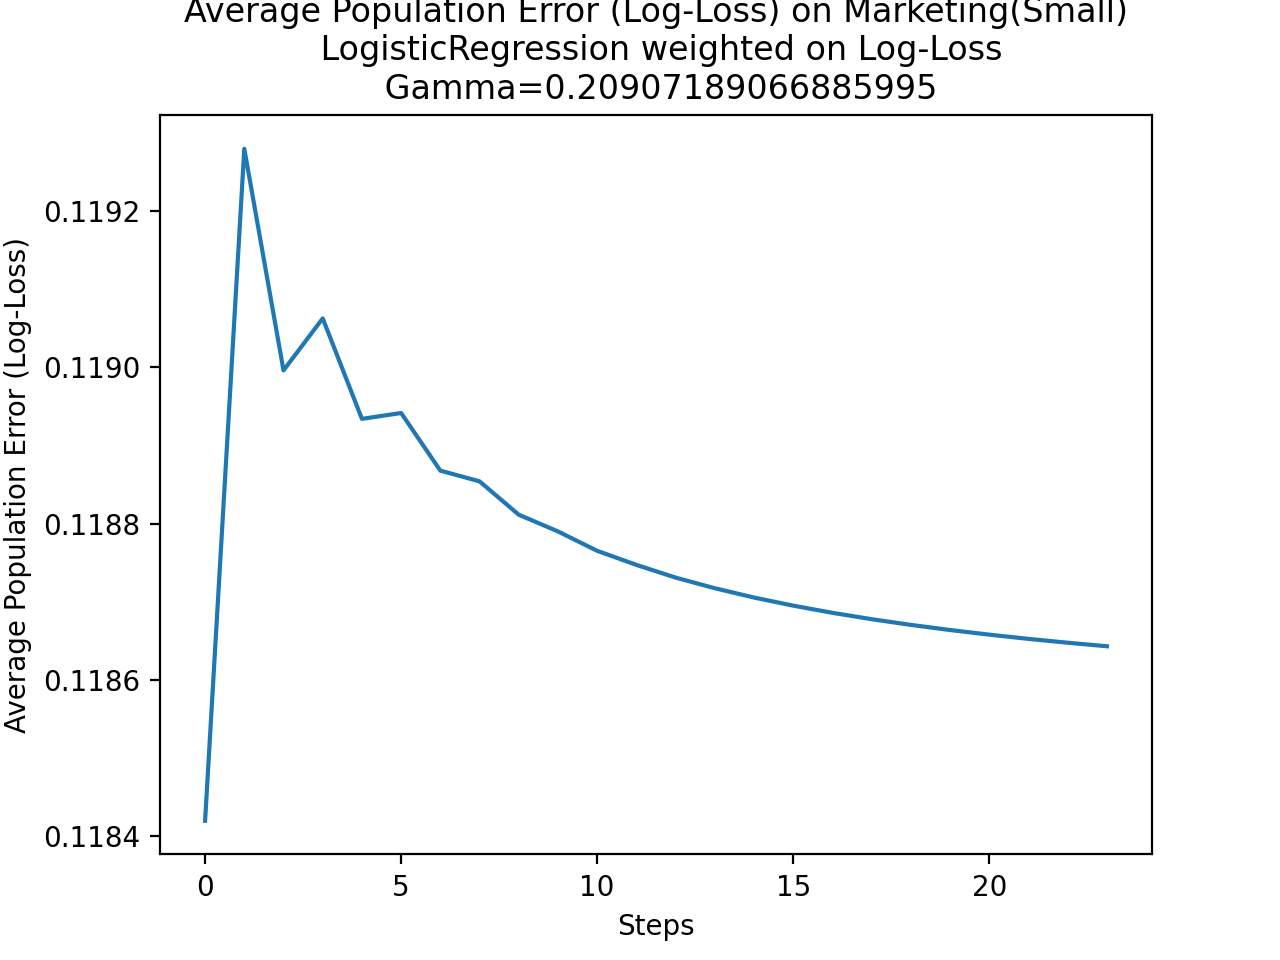 Average Population Error (Log-Loss) on Marketing(Small)
LogisticRegression weighted on Log-Loss
Gamma=0.20907189066885995
Average Population Error (Log-Loss)
0.1192
0.1190
0.1188
0.1186
0.1184
0 5 10 15 20
Steps